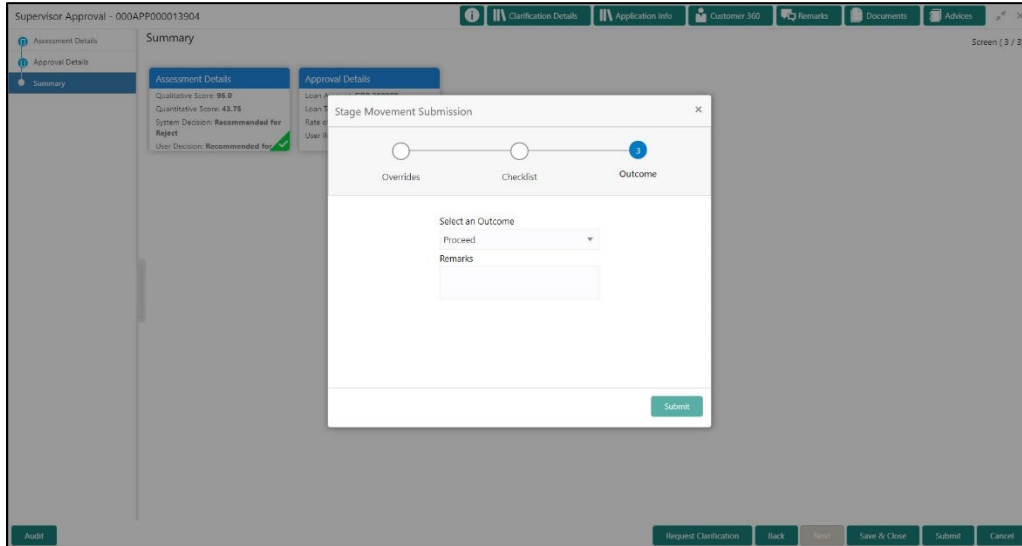 Supervisor Approval - 000APP000013904
Clarification Details
Application Info
Customer 360
Remarks
Documents
Advices
Assessment Details
Approval Details
Summary
Summary
Screen ( 3 / 3
Assessment Details
Qualitative Score: 96.0
Quantitative Score: 43.75
System Decision: Recommended for
Reject
User Decision: Recommended for
Approval Details
Loan
Loan T
Rate o
User
Stage Movement Submission
3
Overrides
Checklist
Outcome
Select an Outcome
Proceed
Remarks
Submit
Audit
Request Clarification
Back
Next
Save & Close
Submit
Cancel